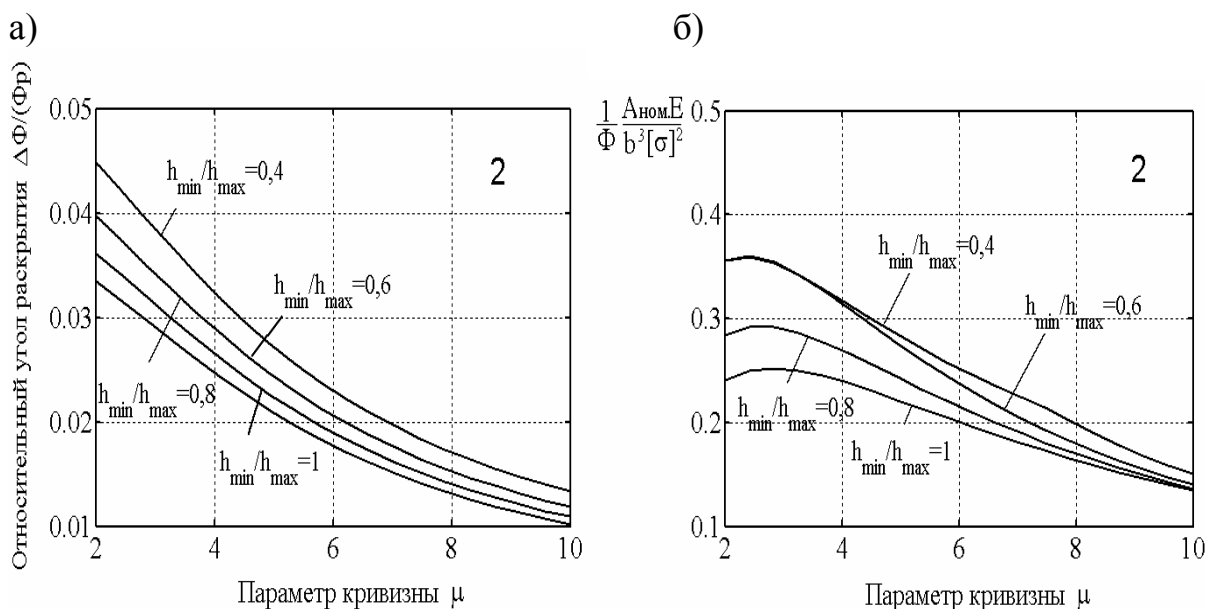 а)
Относительный угол раскрытия ΔΦ/(Φр)
0.05
0.04
0.03
0.02
0.01
2
4
6
8
10
Параметр кривизны μ
2
h_min/h_max=0,4
h_min/h_max=0,6
h_min/h_max=0,8
h_min/h_max=1
б)
1/Φ Aном.E/b³[σ]²
0.5
0.4
0.3
0.2
0.1
2
4
6
8
10
Параметр кривизны μ
2
h_min/h_max=0,4
h_min/h_max=0,6
h_min/h_max=0,8
h_min/h_max=1